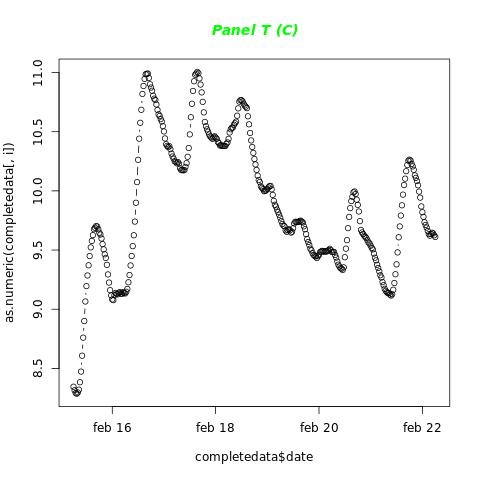 Panel T (C)
as.numeric(completedata[, i])
11.0
10.5
10.0
9.5
9.0
8.5
feb 16
feb 18
feb 20
feb 22
completedata$date